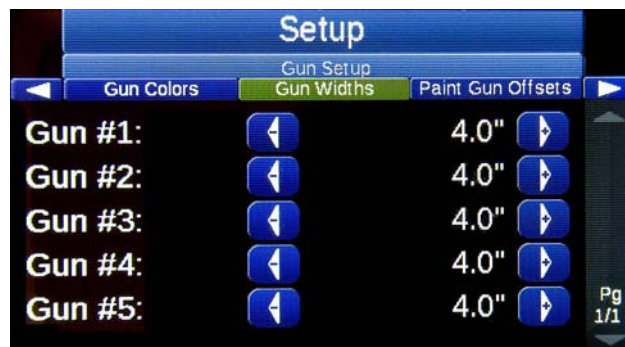 Setup
Gun Setup
Gun Colors Gun Widths Paint Gun Offsets
Gun #1: - 4.0" +
Gun #2: - 4.0" +
Gun #3: - 4.0" +
Gun #4: - 4.0" +
Gun #5: - 4.0" +
Pg
1/1